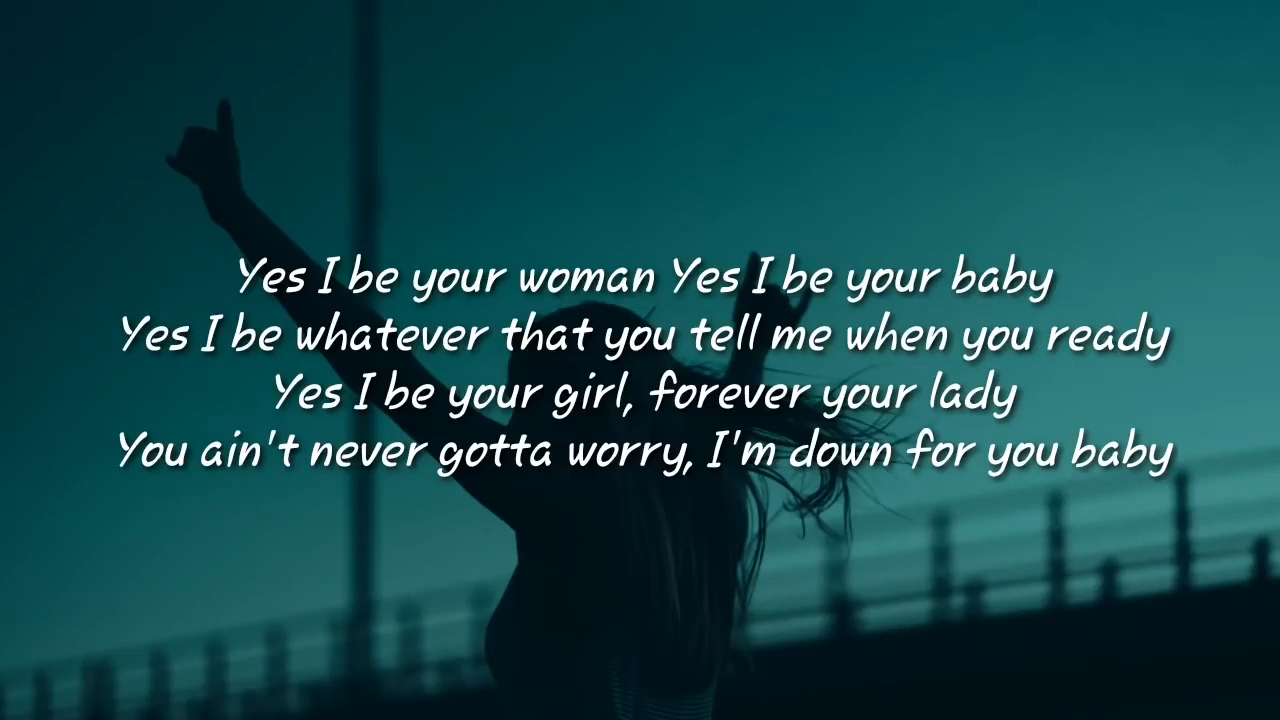 Yes I be your woman Yes I be your baby
Yes I be whatever that you tell me when you ready
Yes I be your girl, forever your lady
You ain't never gotta worry, I'm down for you baby